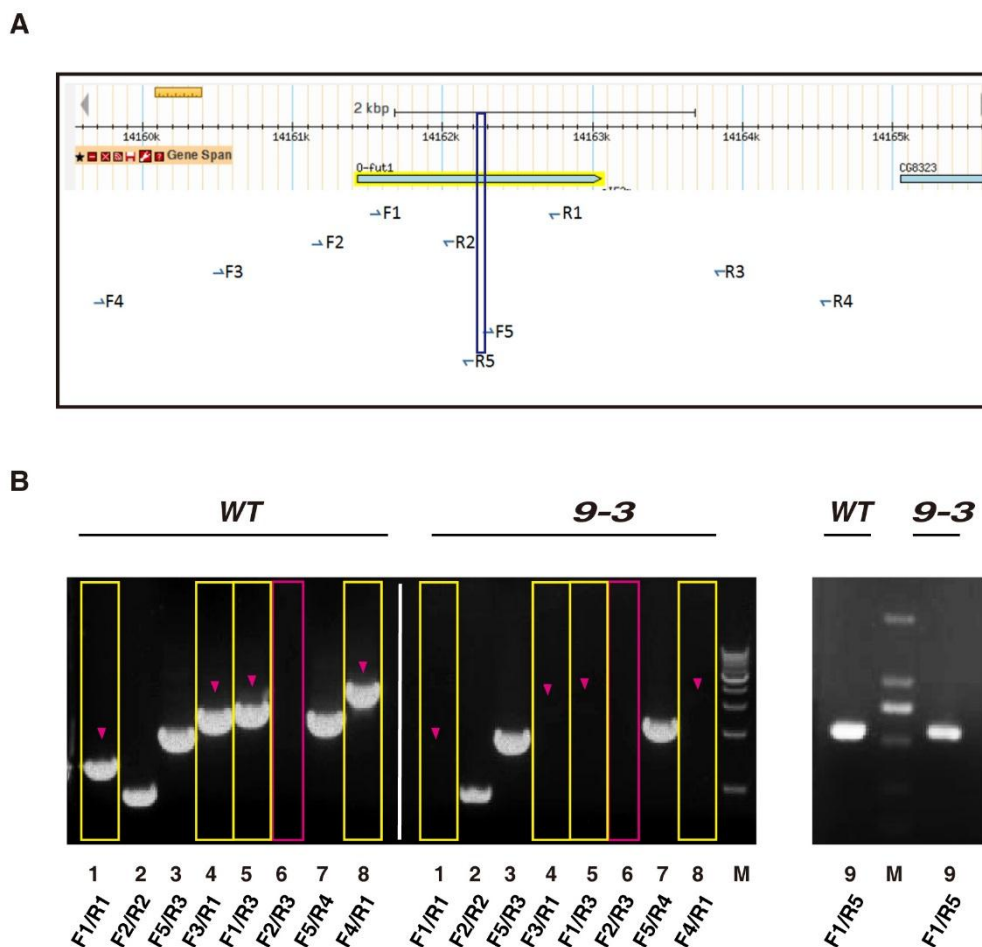 A
2 kbp
14160k 14161k 14162k 14163k 14164k 14165k
Gene Span
O-fut1
CG8323
F1
R1
F2
R2
F3
R3
F4
R4
F5
R5
B
WT 9-3 WT 9-3
1 2 3 4 5 6 7 8 1 2 3 4 5 6 7 8 M 9 M 9
F1/R1 F2/R2 F5/R3 F3/R1 F1/R3 F2/R3 F5/R4 F4/R1 F1/R1 F2/R2 F5/R3 F3/R1 F1/R3 F2/R3 F5/R4 F4/R1 F1/R5 F1/R5